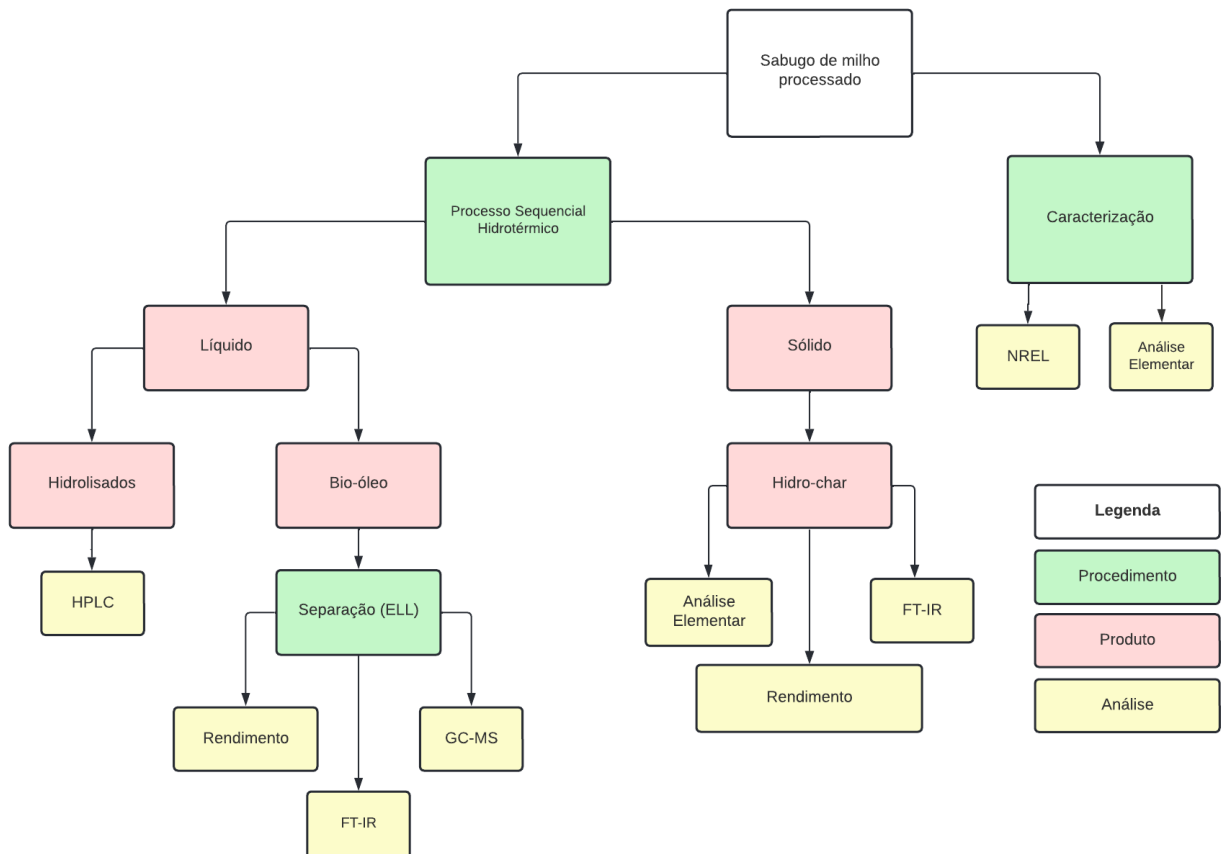 Sabugo de milho
processado
Processo Sequencial
Hidrotérmico
Caracterização
Líquido
Sólido
NREL
Análise
Elementar
Hidrolisados
Bio-óleo
Hidro-char
Legenda
Procedimento
HPLC
Separação (ELL)
Análise
Elementar
FT-IR
Produto
Rendimento
Análise
Rendimento
GC-MS
FT-IR